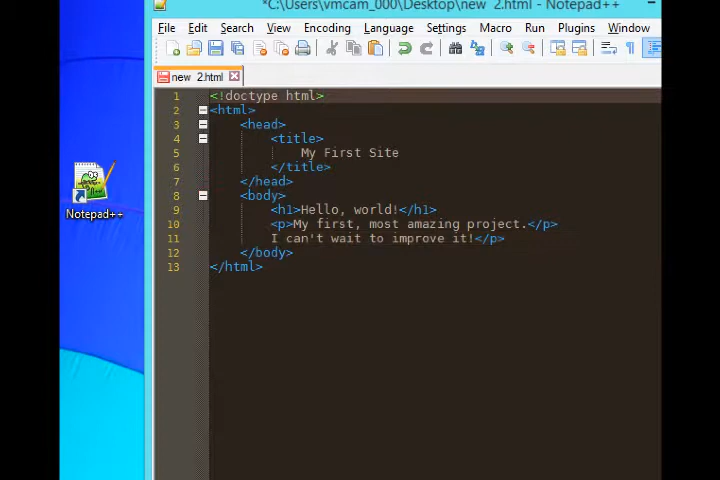 *C:\Users\vmcam_000\Desktop\new 2.html - Notepad++
File Edit Search View Encoding Language Settings Macro Run Plugins Window
new 2.html
1 <!doctype html>
2 <html>
3 <head>
4 <title>
5 My First Site
6 </title>
7 </head>
8 <body>
9 <h1>Hello, world!</h1>
10 <p>My first, most amazing project.</p>
11 I can't wait to improve it!</p>
12 </body>
13 </html>
Notepad++